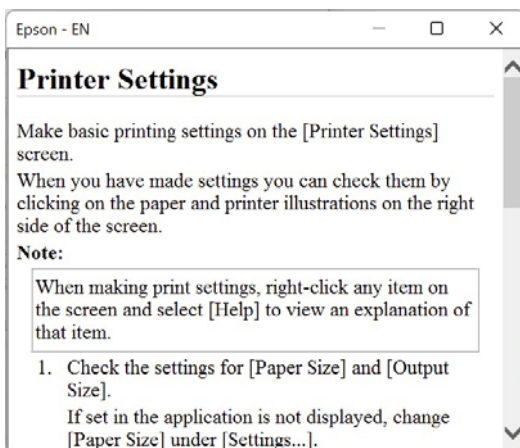 Epson - EN
Printer Settings
Make basic printing settings on the [Printer Settings]
screen.
When you have made settings you can check them by
clicking on the paper and printer illustrations on the right
side of the screen.
Note:
When making print settings, right-click any item on
the screen and select [Help] to view an explanation of
that item.
1. Check the settings for [Paper Size] and [Output
Size].
If set in the application is not displayed, change
[Paper Size] under [Settings...].